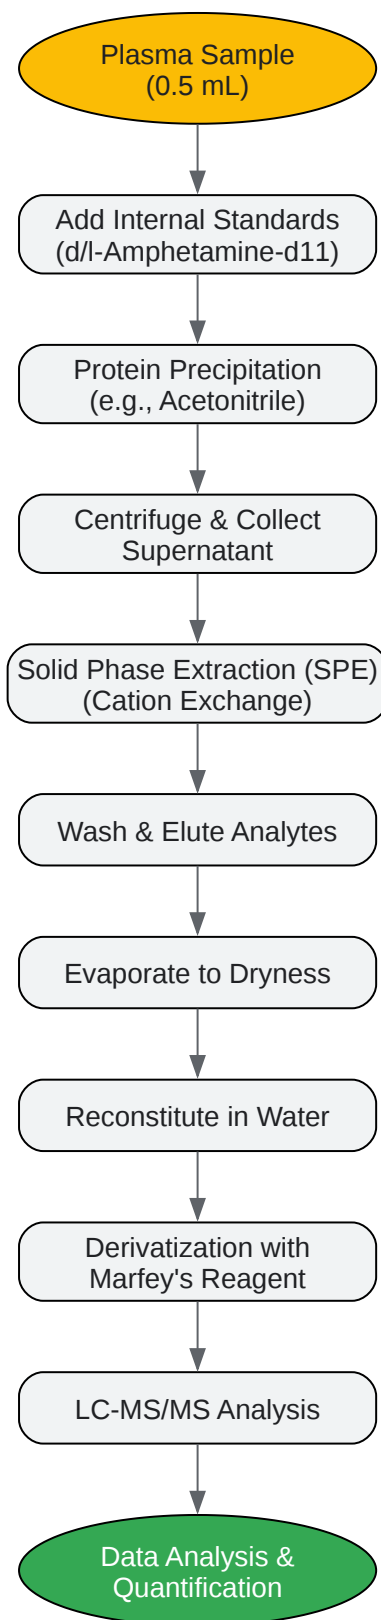 Plasma Sample
(0.5 mL)
Add Internal Standards
(d/l-Amphetamine-d11)
Protein Precipitation
(e.g., Acetonitrile)
Centrifuge & Collect
Supernatant
Solid Phase Extraction (SPE)
(Cation Exchange)
Wash & Elute Analytes
Evaporate to Dryness
Reconstitute in Water
Derivatization with
Marfey's Reagent
LC-MS/MS Analysis
Data Analysis &
Quantification